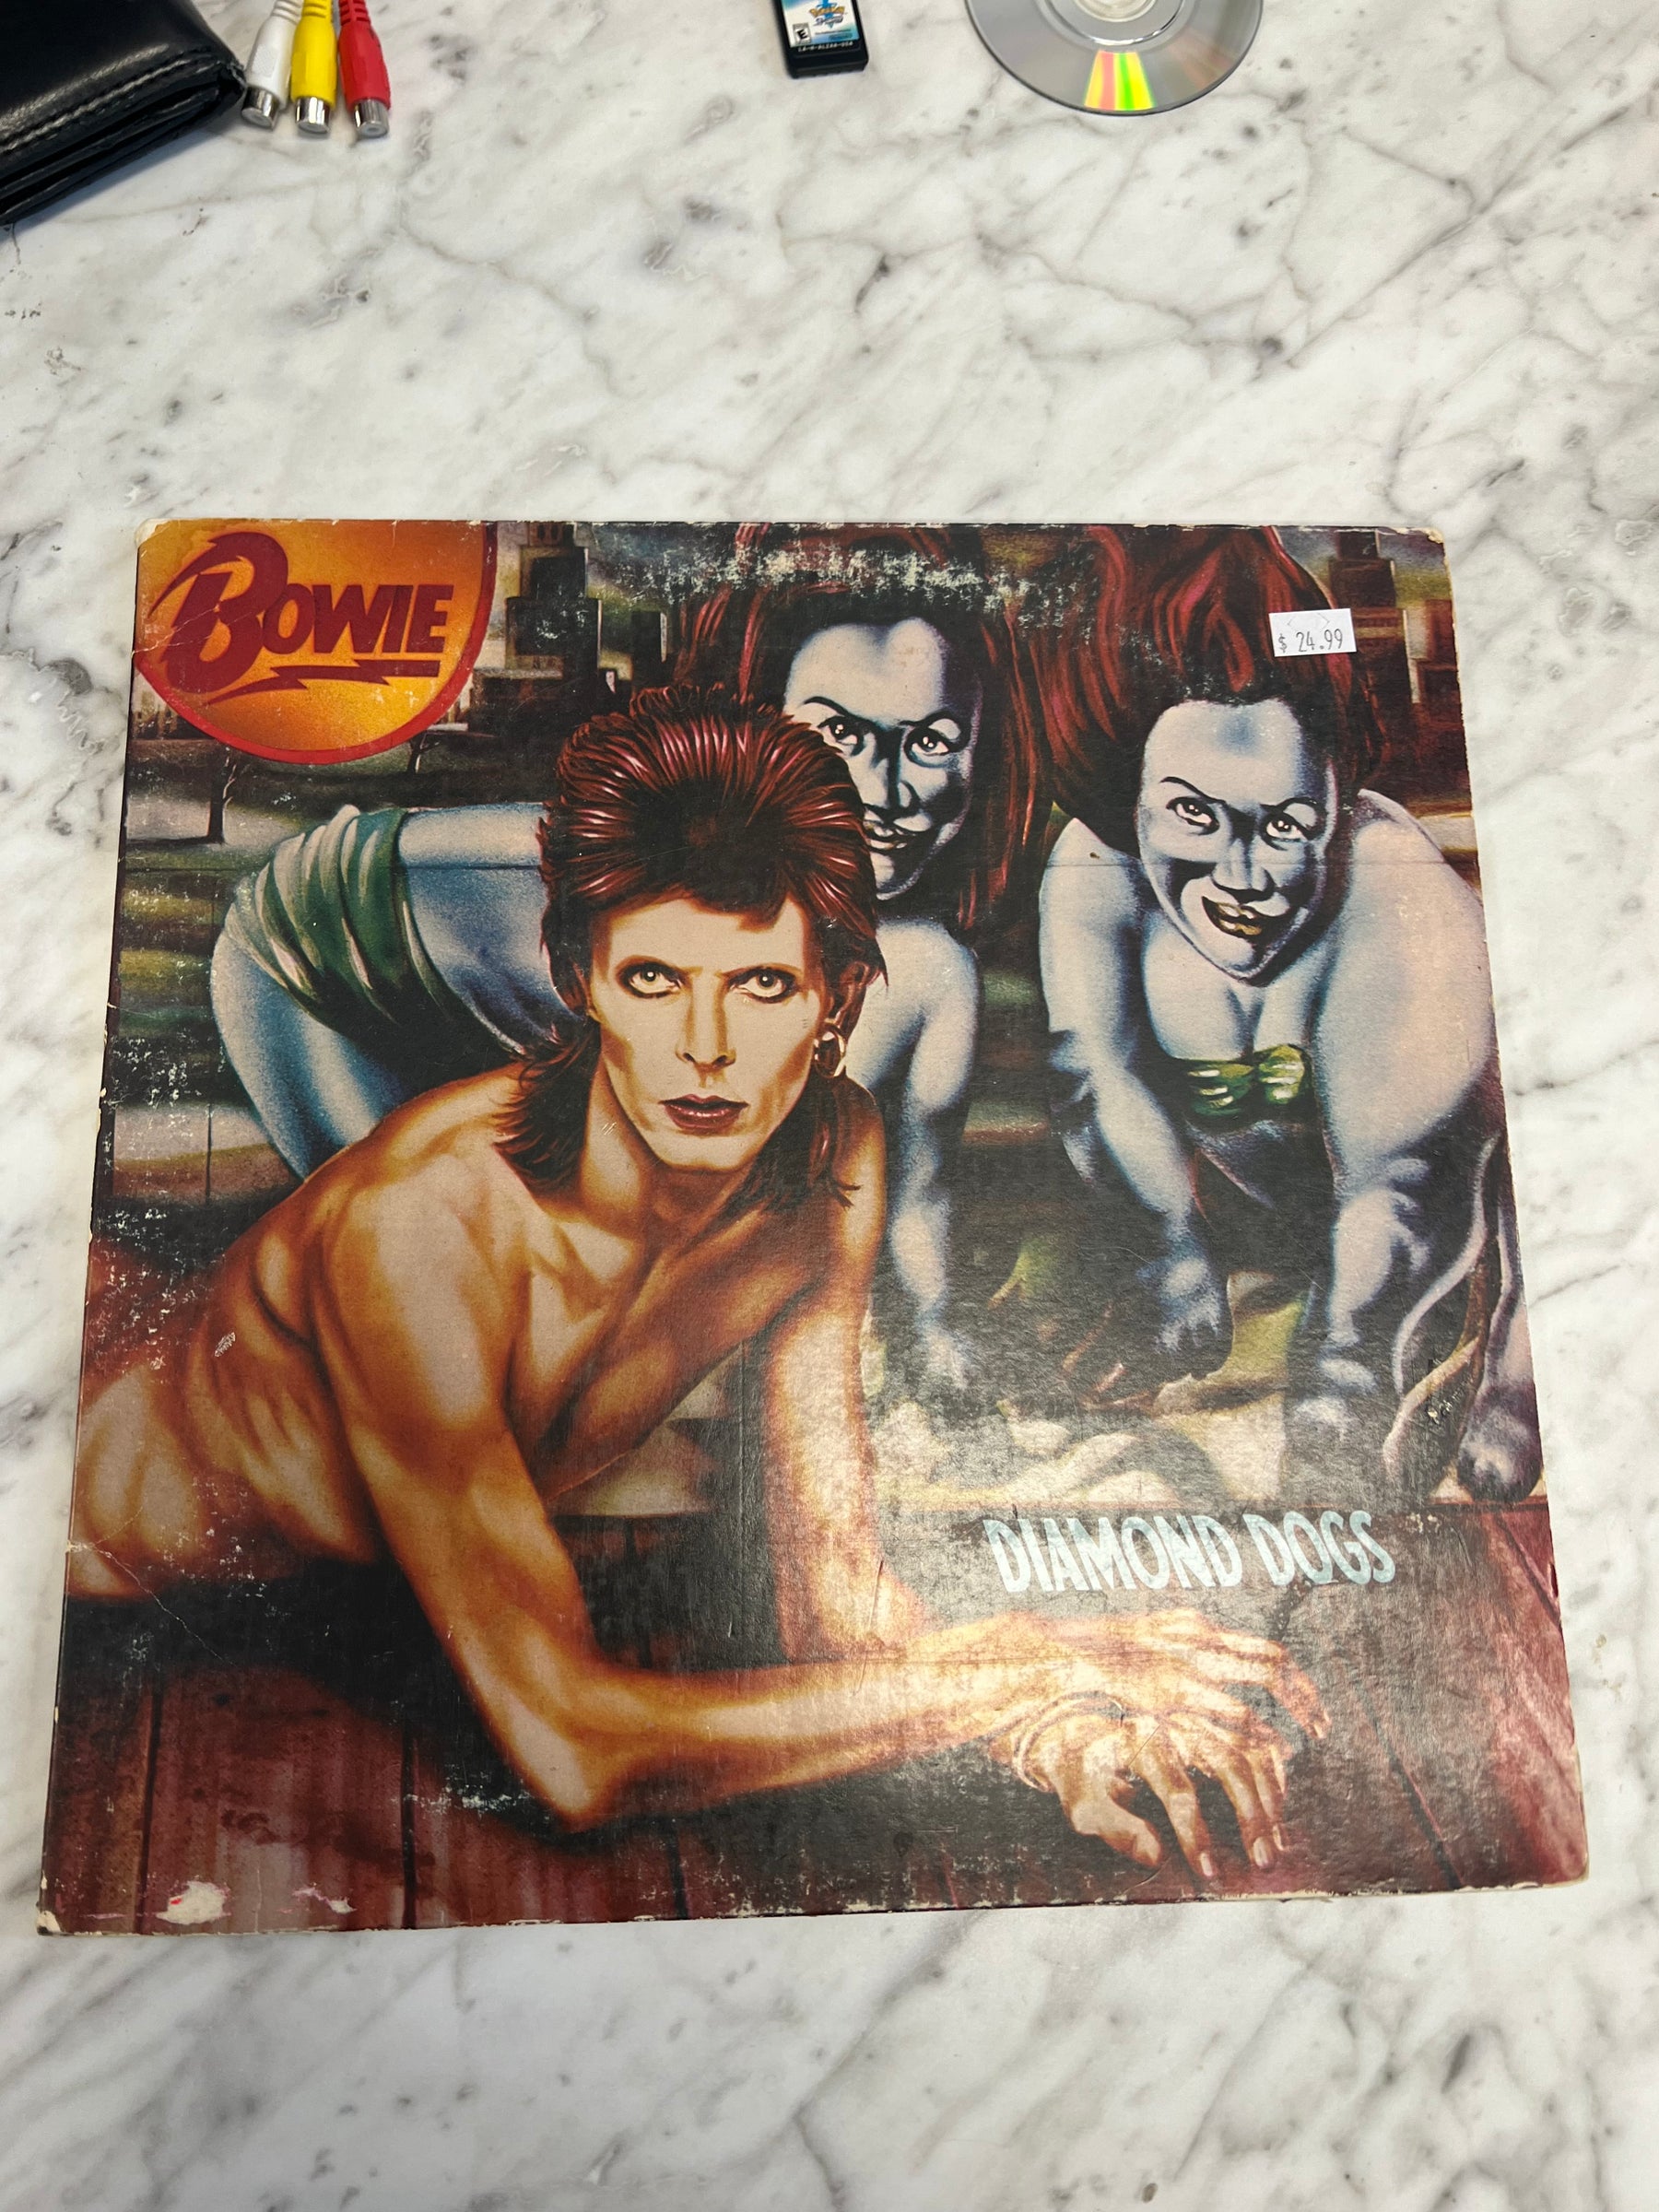 E
BOWIE
$ 24.99
DIAMOND DOGS